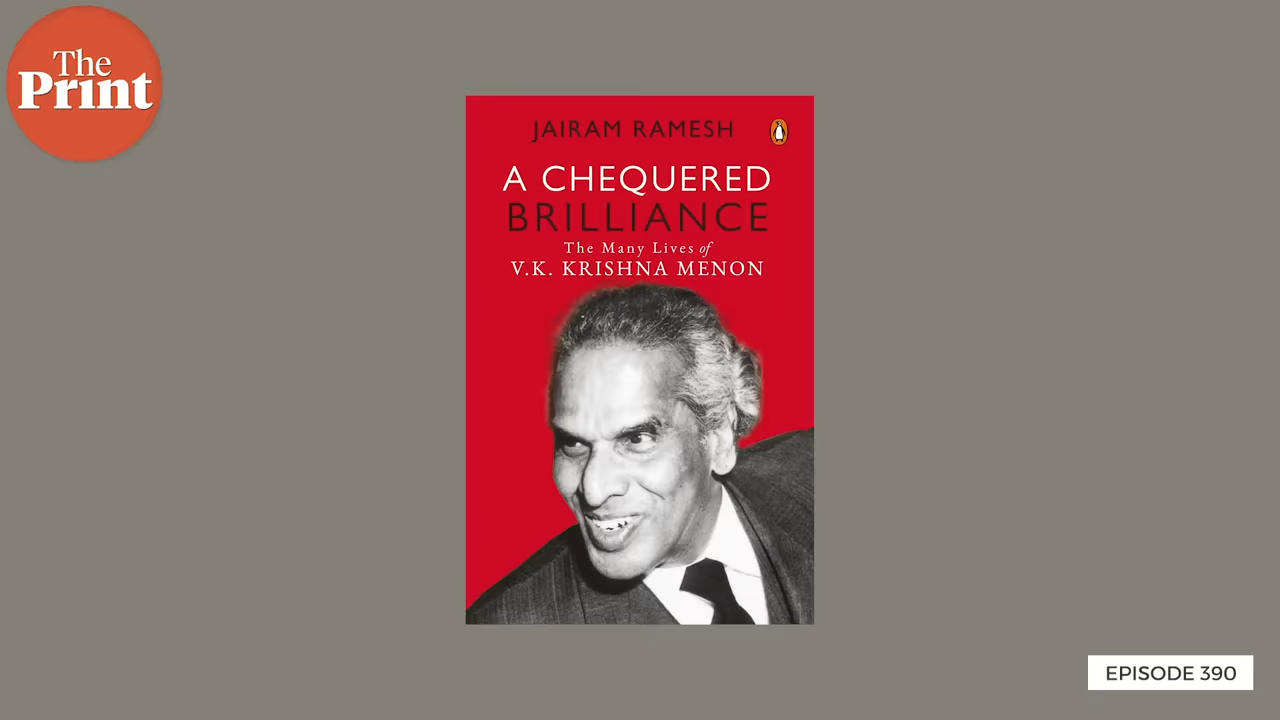 The
Print
JAIRAM RAMESH
A CHEQUERED
BRILLIANCE
The Many Lives of
V.K. KRISHNA MENON
EPISODE 390